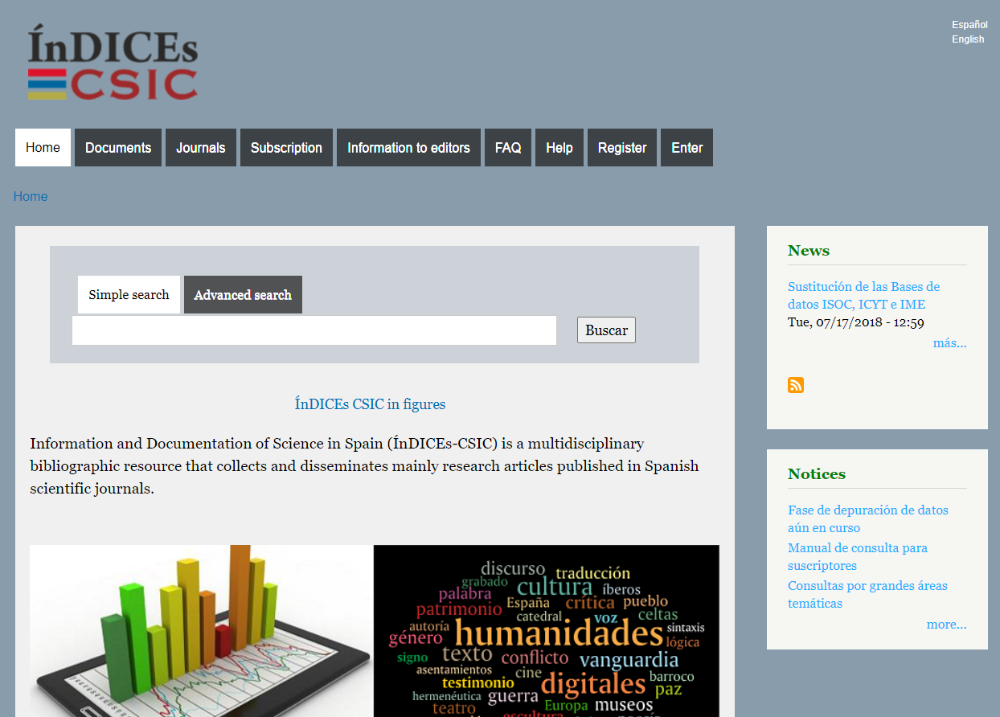 ÍnDICEs
CSIC
Español
English
Home
Documents
Journals
Subscription
Information to editors
FAQ
Help
Register
Enter
Home
Simple search
Advanced search
Buscar
ÍnDICEs CSIC in figures
Information and Documentation of Science in Spain (ÍnDICEs-CSIC) is a multidisciplinary
bibliographic resource that collects and disseminates mainly research articles published in Spanish
scientific journals.
discurso
traducción
grabado
cultura
íberos
palabra
España
crítica
pueblo
patrimonio
catedral
voz
celtas
autoría
humanidades
sintaxis
género
lógica
signo
texto
conflicto
vanguardia
asentamientos
cine
barroco
testimonio
digitales
paz
hermenéutica
guerra
teatro
Europa
museos
escultura
News
Sustitución de las Bases de
datos ISOC, ICYT e IME
Tue, 07/17/2018 - 12:59
más...
Notices
Fase de depuración de datos
aún en curso
Manual de consulta para
suscriptores
Consultas por grandes áreas
temáticas
more...